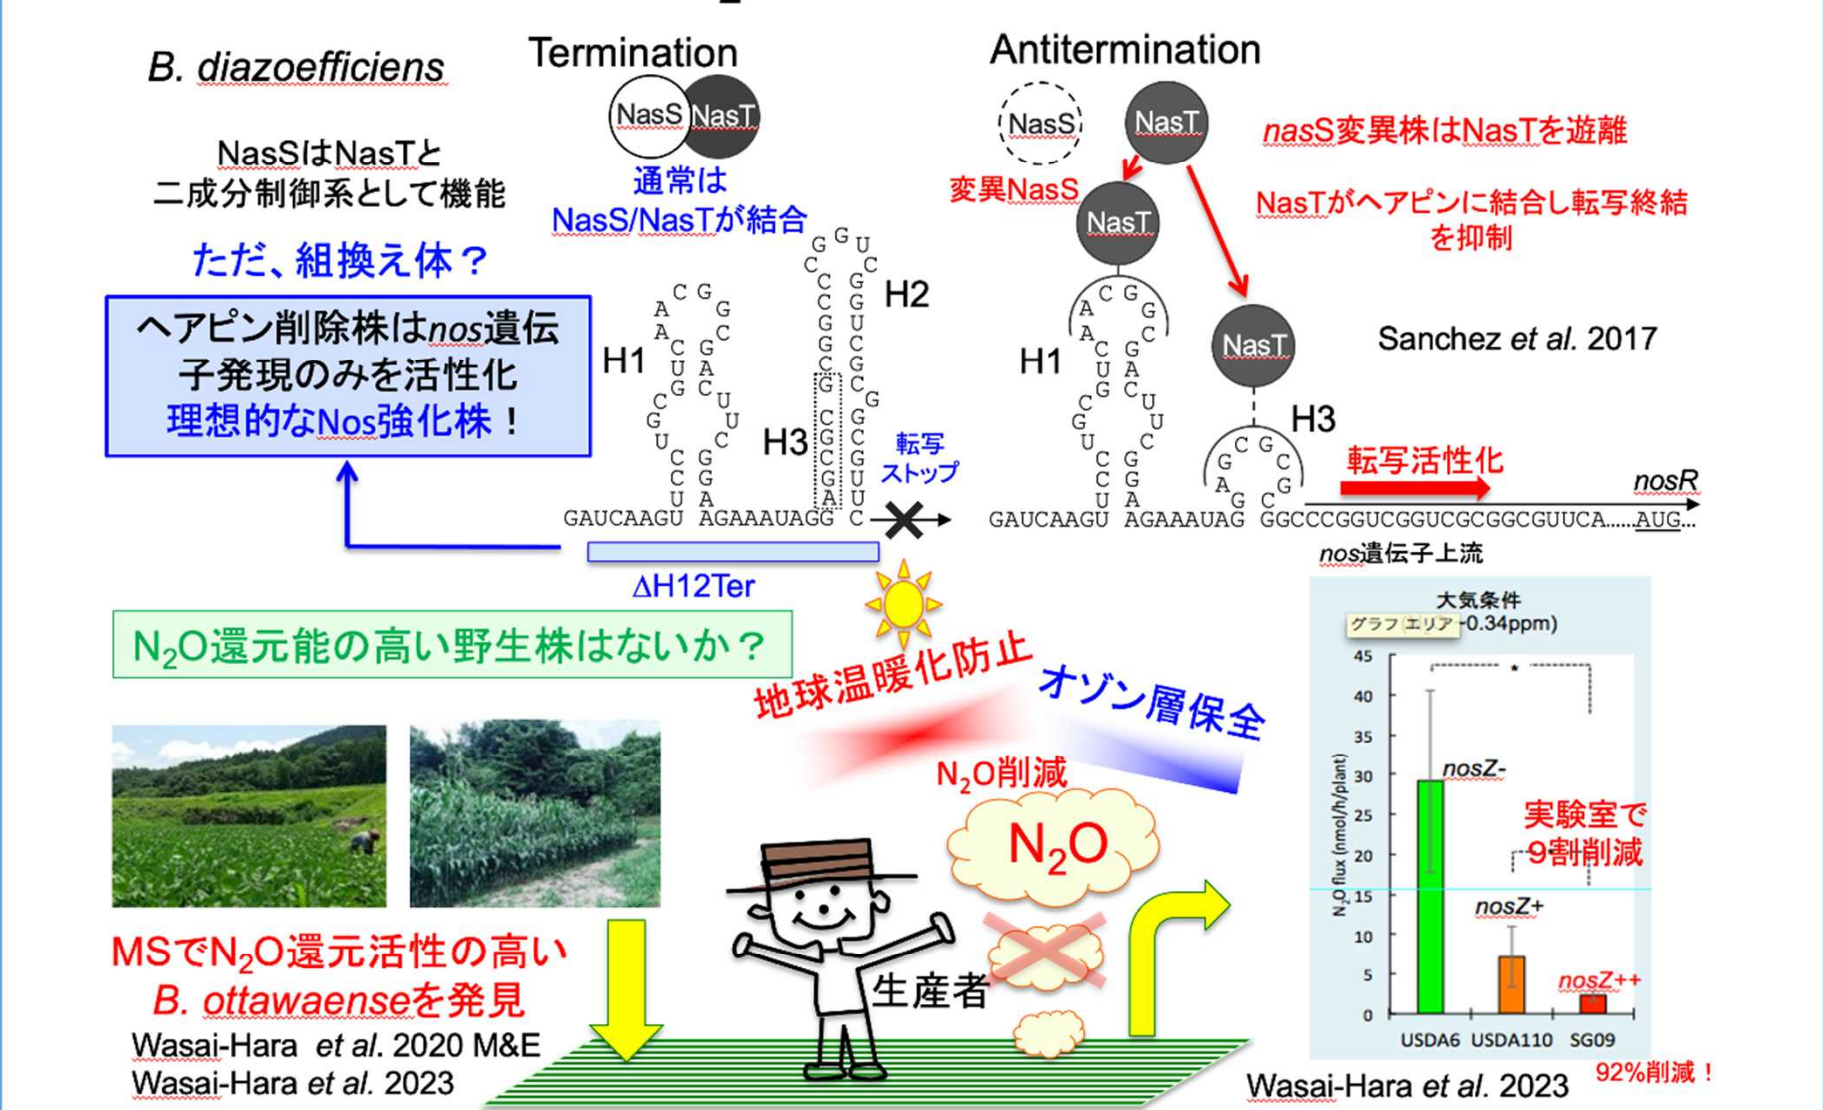 B. diazoefficiens
NasSはNasTと
二成分制御系として機能
ただ、組換え体？
ヘアピン削除株はnos遺伝
子発現のみを活性化
理想的なNos強化株！
Termination
NasS NasT
通常は
NasS/NasTが結合
H1
H2
H3
転写
ストップ
GAUCAAGU AGAAAUAGG C
ΔH12Ter
Antitermination
NasS
NasT
変異NasS
NasT
NasT
nasS変異株はNasTを遊離
NasTがヘアピンに結合し転写終結
を抑制
Sanchez et al. 2017
H1
H3
転写活性化
nosR
GAUCAAGU AGAAAUAG GGCCCGGUCGGUCGCGGCGUUCA......AUG...
nos遺伝子上流
N2O還元能の高い野生株はないか？
MSでN2O還元活性の高い
B. ottawaenseを発見
Wasai-Hara et al. 2020 M&E
Wasai-Hara et al. 2023
地球温暖化防止
オゾン層保全
N2O削減
N2O
生産者
大気条件
グラフ エリア -0.34ppm)
N2O flux (nmol/h/plant)
45
40
35
30
25
20
15
10
5
0
*
nosZ-
実験室で
9割削減
nosZ+
nosZ++
USDA6 USDA110 SG09
92%削減！
Wasai-Hara et al. 2023